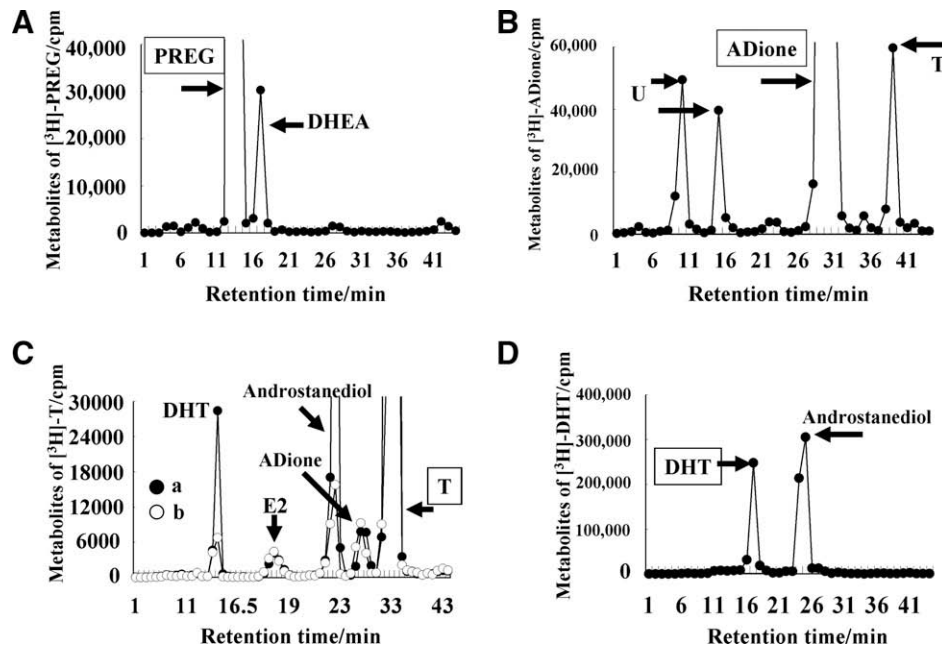 A
Metabolites of [³H]-PREG/cpm
40,000
30,000
20,000
10,000
0
PREG
DHEA
1 6 11 16 21 26 31 36 41
Retention time/min
B
Metabolites of [³H]-ADione/cpm
60,000
40,000
20,000
0
U
ADione
T
1 6 11 16 21 26 31 36 41
Retention time/min
C
Metabolites of [³H]-T/cpm
30000
24000
18000
12000
6000
0
DHT
a
b
E2
Androstanediol
ADione
T
1 11 16.5 19 23 33 43
Retention time/min
D
Metabolites of [³H]-DHT/cpm
400,000
300,000
200,000
100,000
0
DHT
Androstanediol
1 6 11 16 21 26 31 36 41
Retention time/min